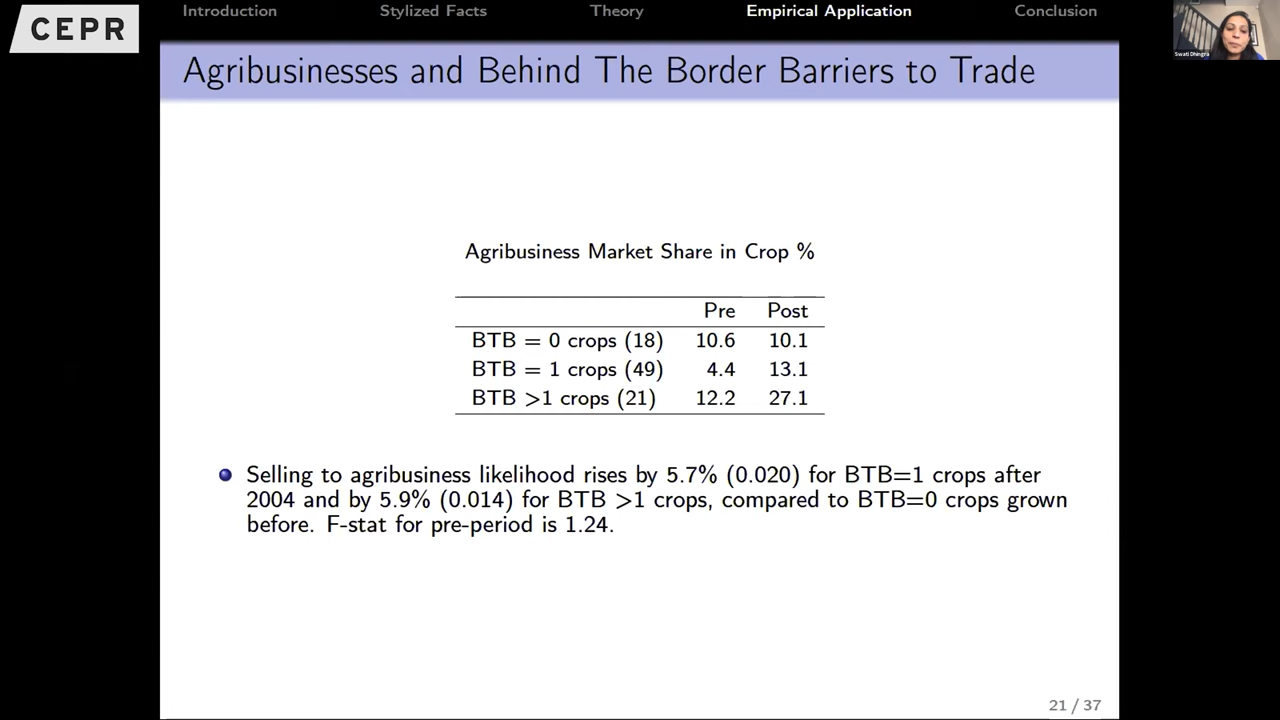 CEPR
Introduction Stylized Facts Theory Empirical Application Conclusion
Swati Dhingra
Agribusinesses and Behind The Border Barriers to Trade
Agribusiness Market Share in Crop %
Pre Post
BTB = 0 crops (18) 10.6 10.1
BTB = 1 crops (49) 4.4 13.1
BTB >1 crops (21) 12.2 27.1
Selling to agribusiness likelihood rises by 5.7% (0.020) for BTB=1 crops after
2004 and by 5.9% (0.014) for BTB >1 crops, compared to BTB=0 crops grown
before. F-stat for pre-period is 1.24.
21 / 37